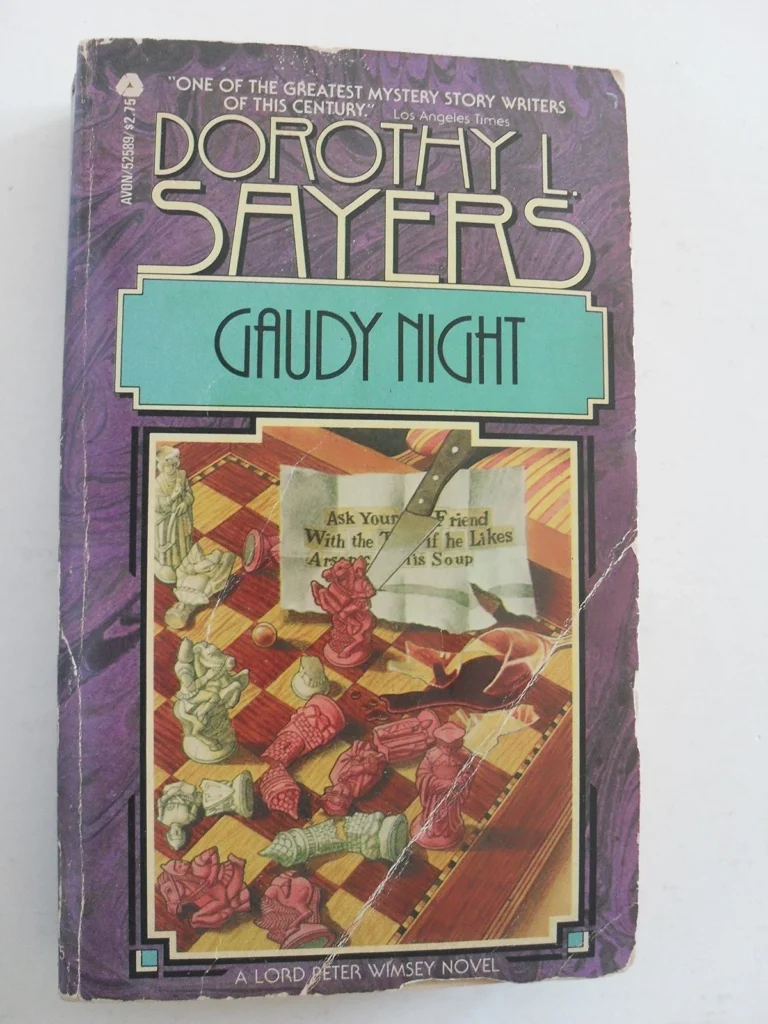 AVON/52589/$2.75
"ONE OF THE GREATEST MYSTERY STORY WRITERS
OF THIS CENTURY." Los Angeles Times
DOROTHY L.
SAYERS
GAUDY NIGHT
Ask Your Friend
With the if he Likes
Soup
A LORD PETER WIMSEY NOVEL